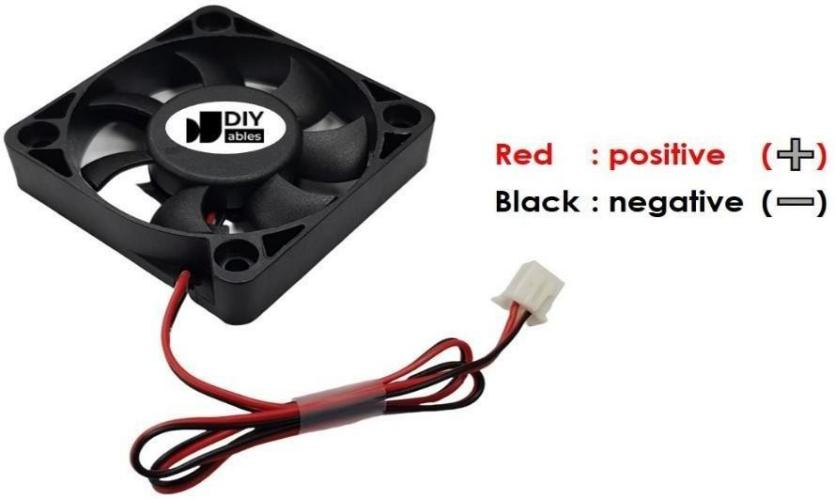 DIY
ables
Red : positive (+)
Black : negative (−)